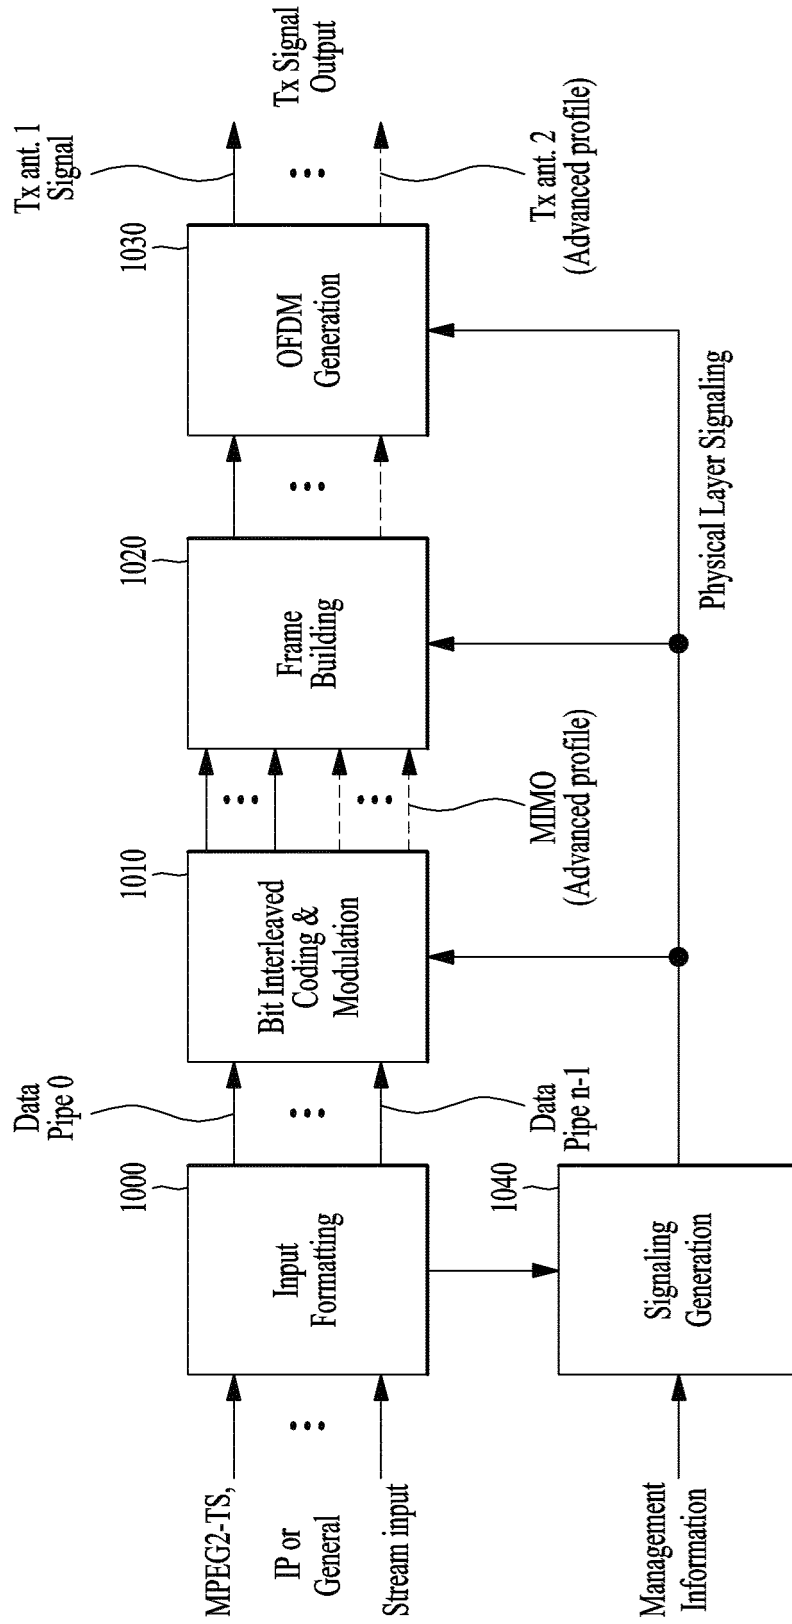 MPEG2-TS,
IP or
General
Stream input
1000
Input
Formatting
Data
Pipe 0
Data
Pipe n-1
1010
Bit Interleaved
Coding &
Modulation
MIMO
(Advanced profile)
1020
Frame
Building
1030
OFDM
Generation
Tx ant. 1
Signal
Tx Signal
Output
Tx ant. 2
(Advanced profile)
Management
Information
1040
Signaling
Generation
Physical Layer Signaling